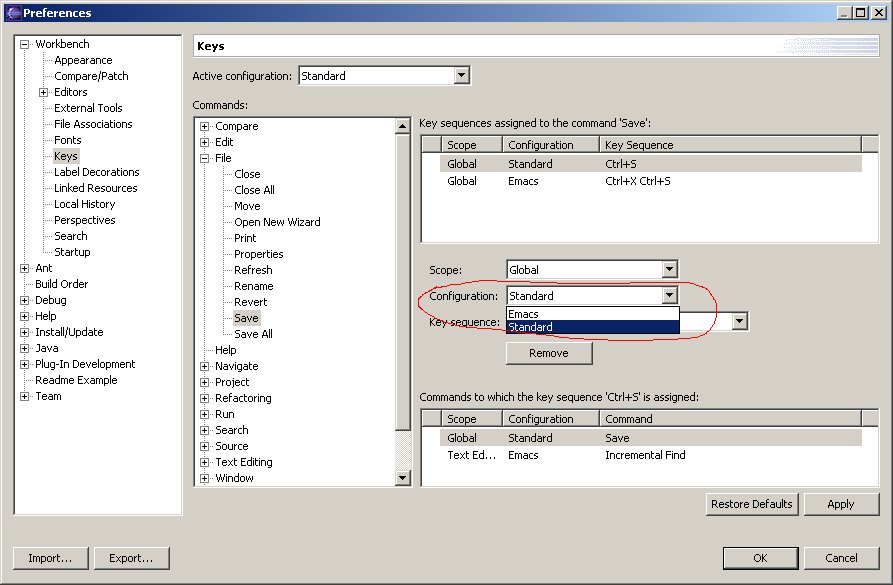 Preferences
Workbench
Appearance
Compare/Patch
Editors
External Tools
File Associations
Fonts
Keys
Label Decorations
Linked Resources
Local History
Perspectives
Search
Startup
Ant
Build Order
Debug
Help
Install/Update
Java
Plug-In Development
Readme Example
Team
Import...
Export...
Keys
Active configuration: Standard
Commands:
Compare
Edit
File
Close
Close All
Move
Open New Wizard
Print
Properties
Refresh
Rename
Revert
Save
Save All
Help
Navigate
Project
Refactoring
Run
Search
Source
Text Editing
Window
Key sequences assigned to the command 'Save':
Scope Configuration Key Sequence
Global Standard Ctrl+S
Global Emacs Ctrl+X Ctrl+S
Scope: Global
Configuration: Standard
Emacs
Standard
Key sequence:
Remove
Commands to which the key sequence 'Ctrl+S' is assigned:
Scope Configuration Command
Global Standard Save
Text Ed... Emacs Incremental Find
Restore Defaults Apply
OK Cancel